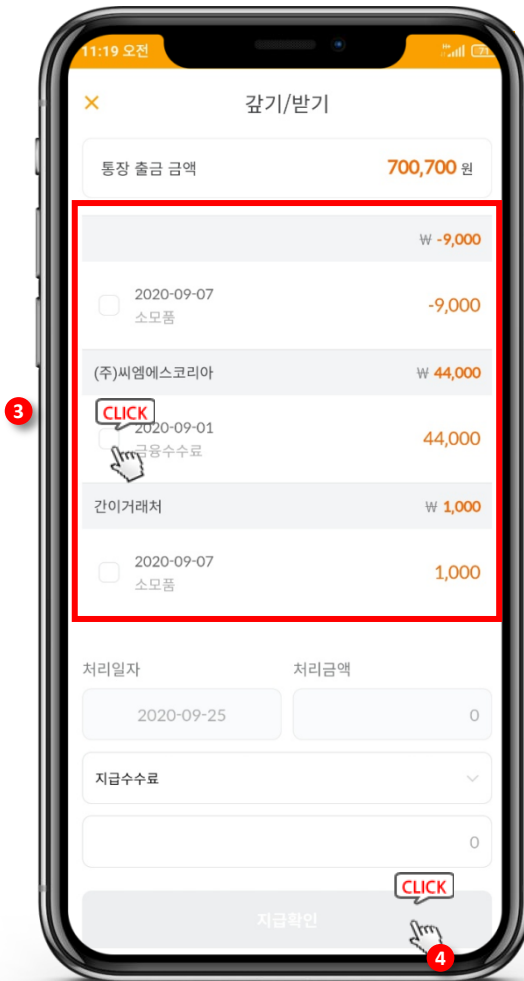 11:19 오전
갚기/받기
통장 출금 금액 700,700 원
₩ -9,000
2020-09-07
소모품
-9,000
(주)씨엠에스코리아 ₩ 44,000
3
CLICK
2020-09-01
금융수수료
44,000
간이거래처 ₩ 1,000
2020-09-07
소모품
1,000
처리일자 처리금액
2020-09-25 0
지급수수료
0
CLICK
지급확인
4